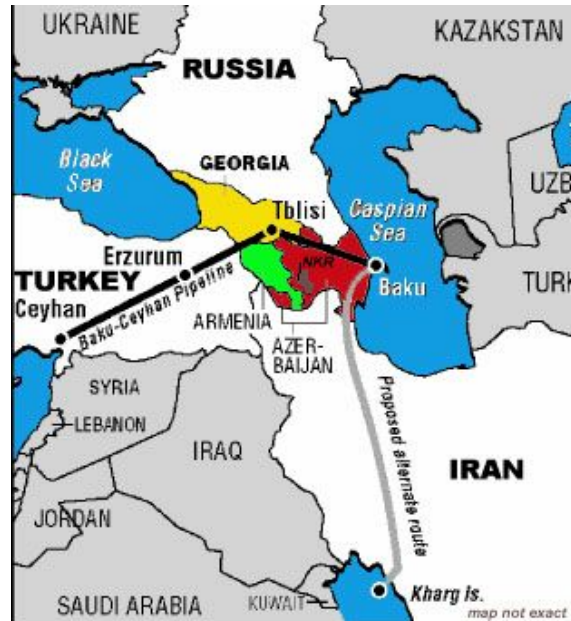 UKRAINE
KAZAKSTAN
RUSSIA
Black
Sea
GEORGIA
Tblisi
Caspian
Sea
UZB
Erzurum
NKR
TURKEY
Ceyhan
Baku-Ceyhan Pipeline
Baku
TURK
ARMENIA
AZER-
BAIJAN
SYRIA
LEBANON
Proposed alternate route
IRAQ
IRAN
JORDAN
KUWAIT
Kharg is.
SAUDI ARABIA
map not exact